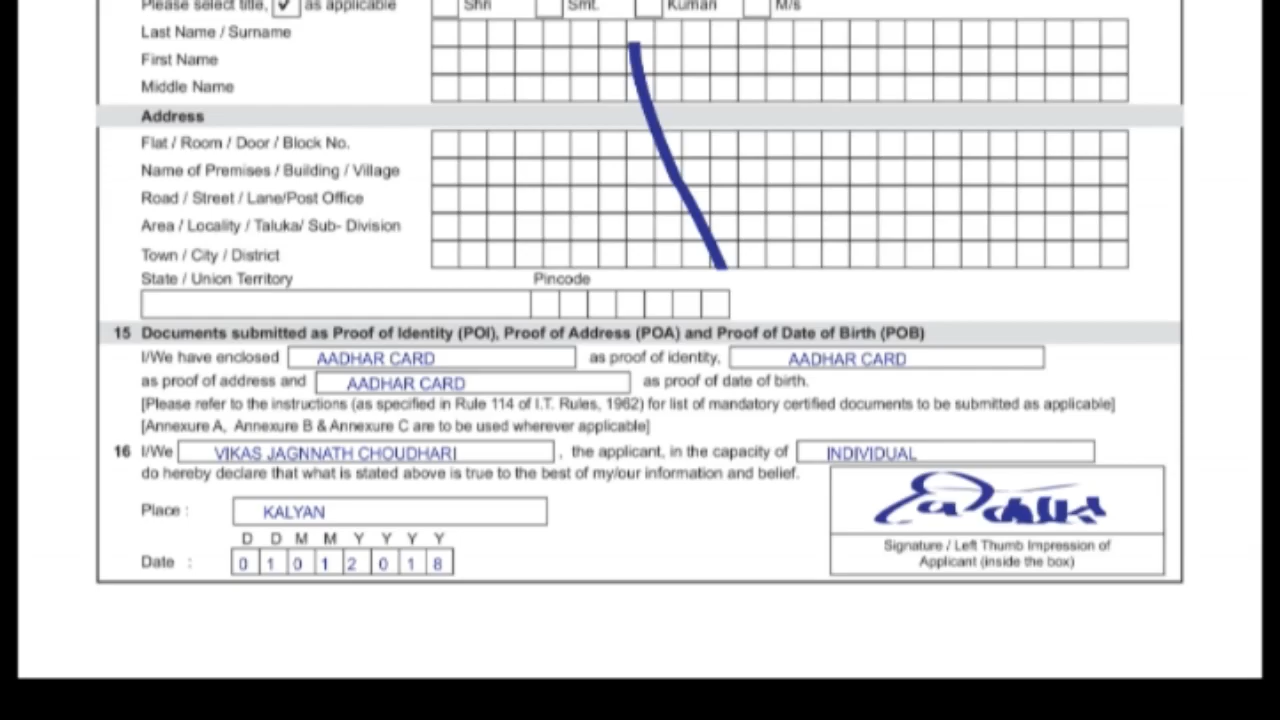 Please select title, ✓ as applicable Shri Smt. Kumari M/s
Last Name / Surname
First Name
Middle Name
Address
Flat / Room / Door / Block No.
Name of Premises / Building / Village
Road / Street / Lane/Post Office
Area / Locality / Taluka/ Sub- Division
Town / City / District
State / Union Territory Pincode
15 Documents submitted as Proof of Identity (POI), Proof of Address (POA) and Proof of Date of Birth (POB)
I/We have enclosed AADHAR CARD as proof of identity, AADHAR CARD
as proof of address and AADHAR CARD as proof of date of birth.
[Please refer to the instructions (as specified in Rule 114 of I.T. Rules, 1962) for list of mandatory certified documents to be submitted as applicable]
[Annexure A, Annexure B & Annexure C are to be used wherever applicable]
16 I/We VIKAS JAGNNATH CHOUDHARI , the applicant, in the capacity of INDIVIDUAL
do hereby declare that what is stated above is true to the best of my/our information and belief.
Place : KALYAN
D D M M Y Y Y Y
Date : 0 1 0 1 2 0 1 8
Signature / Left Thumb Impression of
Applicant (inside the box)